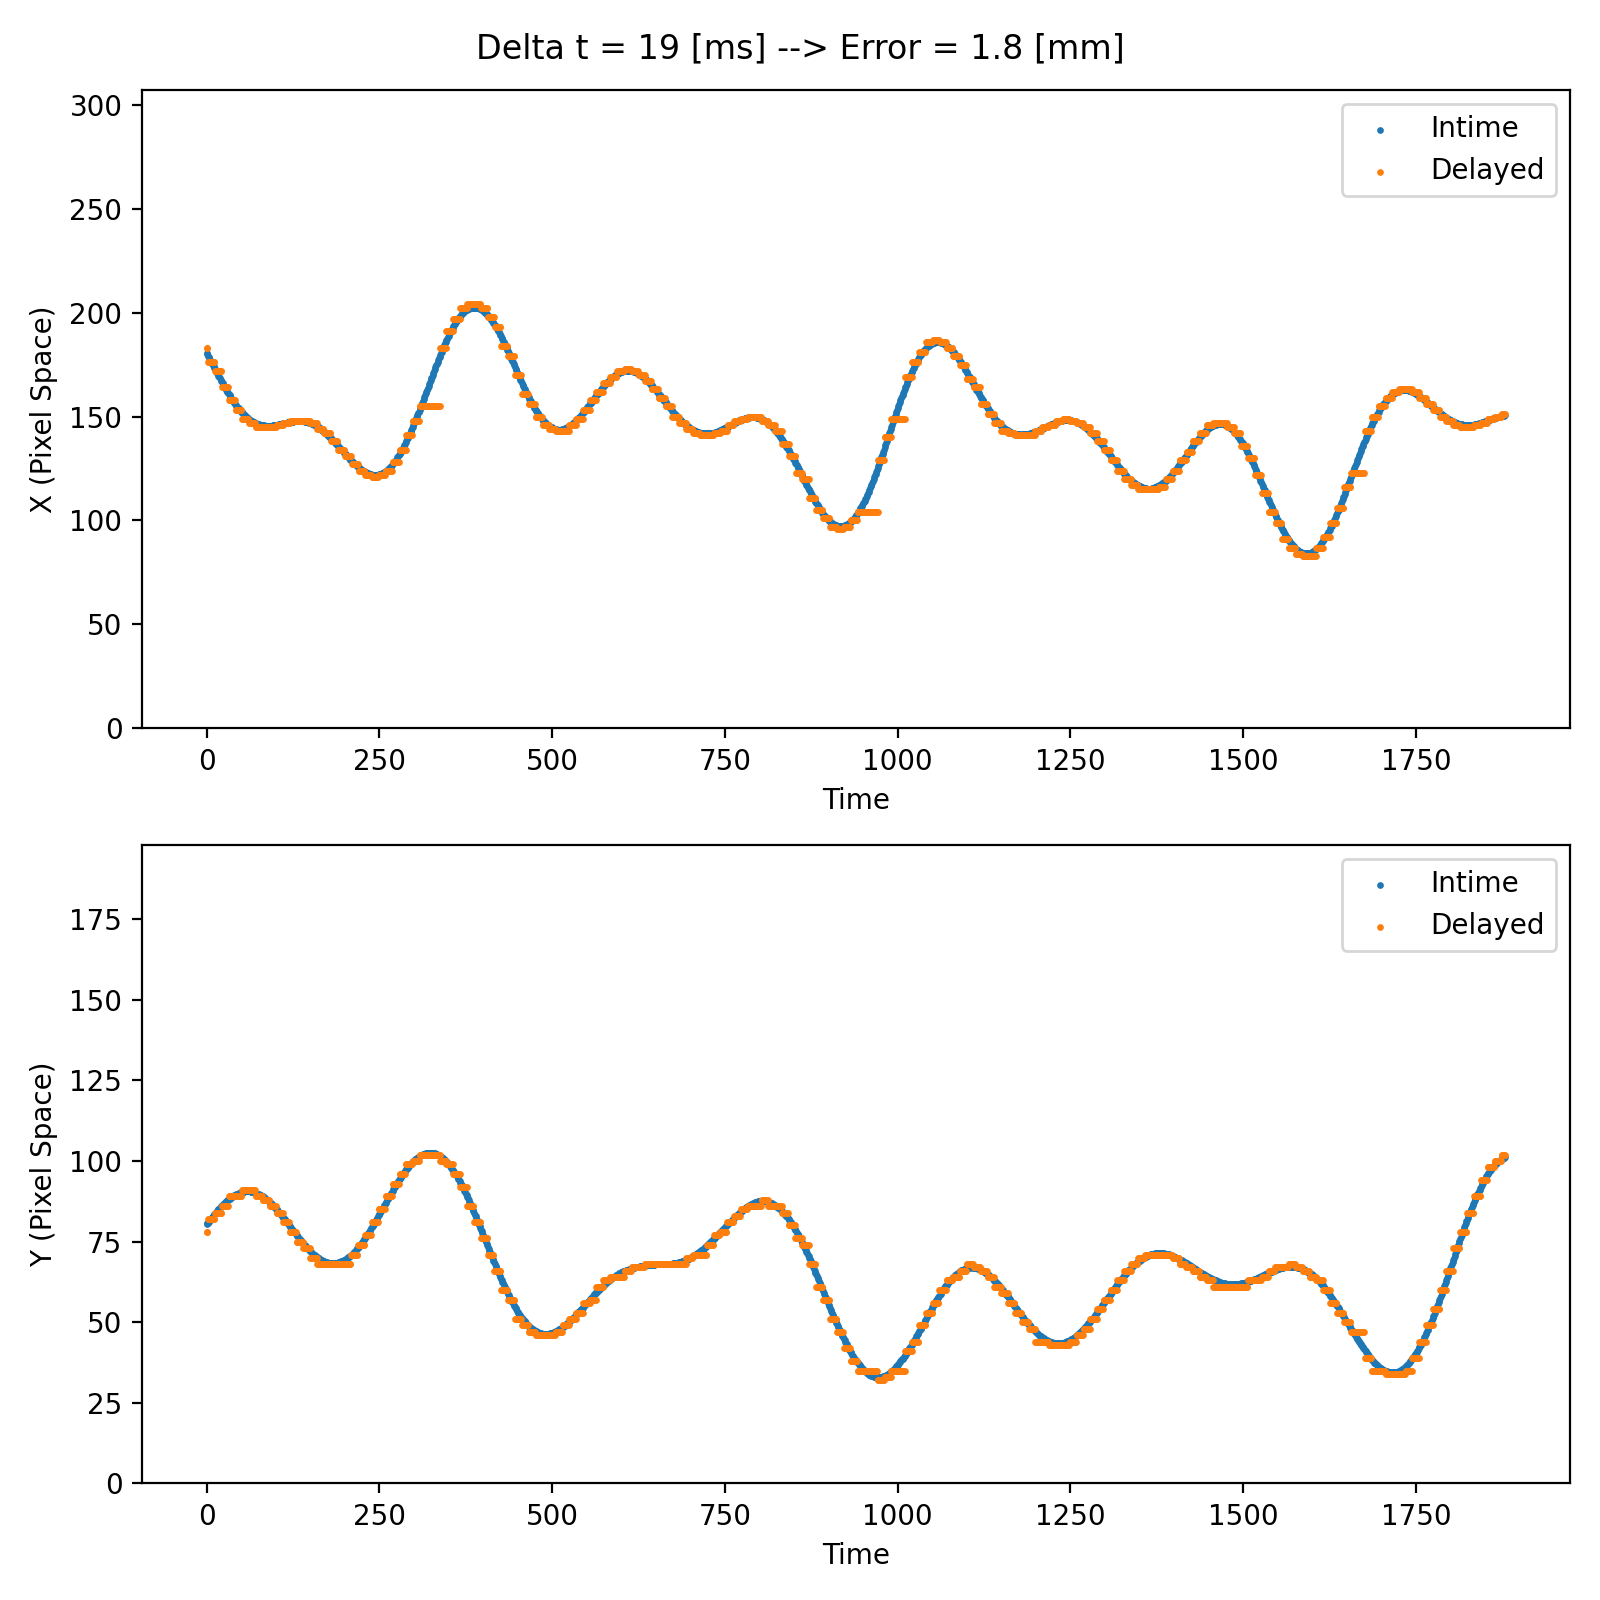 Delta t = 19 [ms] --> Error = 1.8 [mm]
300
250
200
150
100
50
0
X (Pixel Space)
Intime
Delayed
0 250 500 750 1000 1250 1500 1750
Time
175
150
125
100
75
50
25
0
Y (Pixel Space)
Intime
Delayed
0 250 500 750 1000 1250 1500 1750
Time